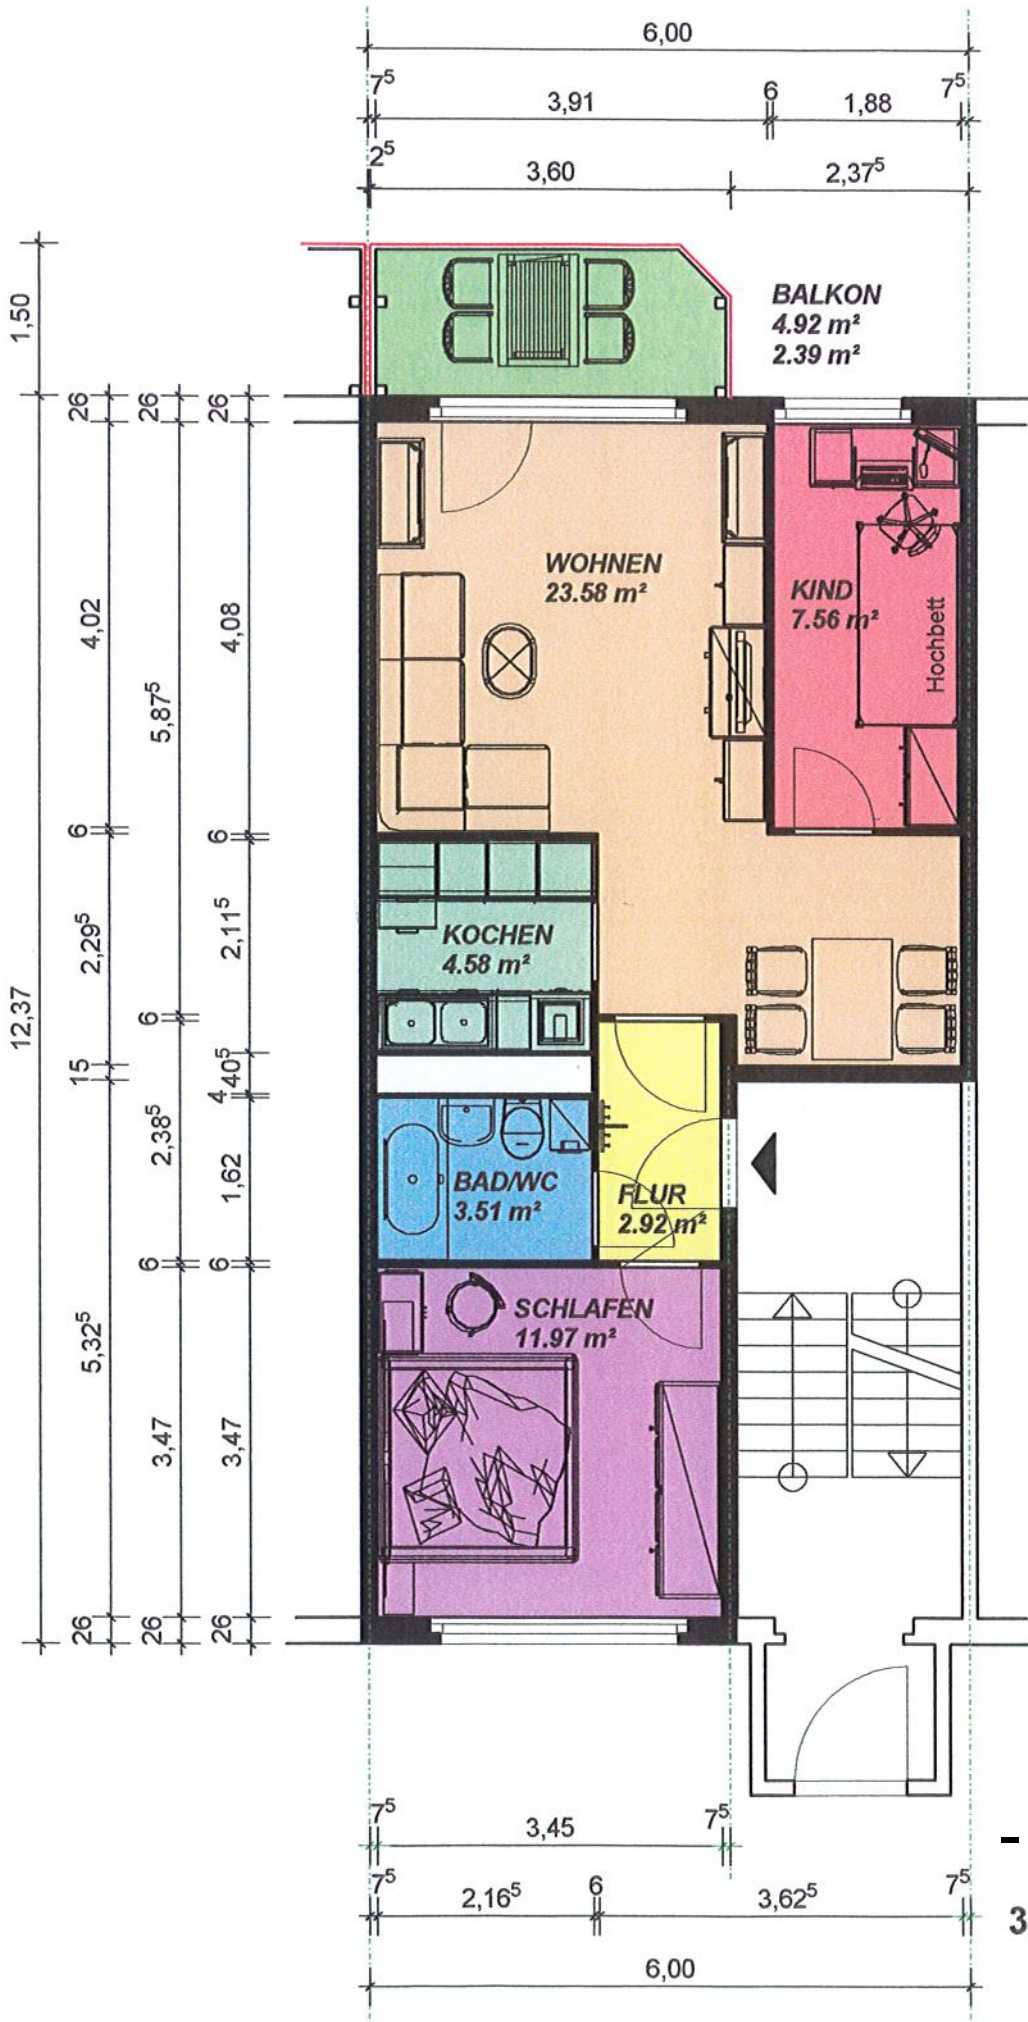 6,00
7⁵ 3,91 6 1,88 7⁵
2⁵ 3,60 2,37⁵
1,50
BALKON
4.92 m²
2.39 m²
26 26 26
WOHNEN
23.58 m²
KIND
7.56 m²
Hochbett
4,02
5,87⁵
4,08
6
6
2,29⁵
2,11⁵
KOCHEN
4.58 m²
12,37
6
15
40⁵
4
2,38⁵
1,62
BAD/WC
3.51 m²
FLUR
2.92 m²
6 6
SCHLAFEN
11.97 m²
5,32⁵
3,47
3,47
26 26 26
7⁵ 3,45 7⁵
-
7⁵ 2,16⁵ 6 3,62⁵ 7⁵
3
6,00